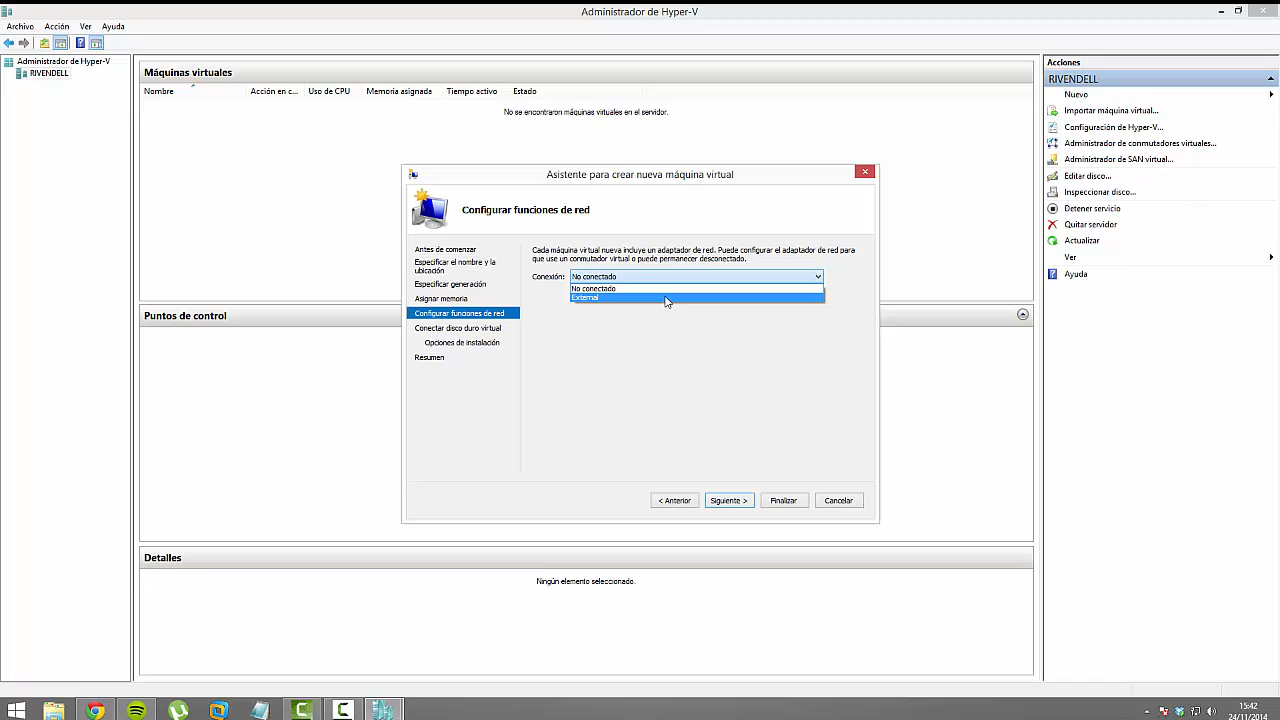 Administrador de Hyper-V
Archivo Acción Ver Ayuda
Administrador de Hyper-V
RIVENDELL
Máquinas virtuales
Nombre Acción en c... Uso de CPU Memoria asignada Tiempo activo Estado
No se encontraron máquinas virtuales en el servidor.
Asistente para crear nueva máquina virtual
Configurar funciones de red
Antes de comenzar
Especificar el nombre y la
ubicación
Especificar generación
Asignar memoria
Configurar funciones de red
Conectar disco duro virtual
Opciones de instalación
Resumen
Cada máquina virtual nueva incluye un adaptador de red. Puede configurar el adaptador de red para
que use un conmutador virtual o puede permanecer desconectado.
Conexión: No conectado
No conectado
External
< Anterior Siguiente > Finalizar Cancelar
Puntos de control
Detalles
Ningún elemento seleccionado.
Acciones
RIVENDELL
Nuevo
Importar máquina virtual...
Configuración de Hyper-V...
Administrador de conmutadores virtuales...
Administrador de SAN virtual...
Editar disco...
Inspeccionar disco...
Detener servicio
Quitar servidor
Actualizar
Ver
Ayuda
15:42
24/11/2014